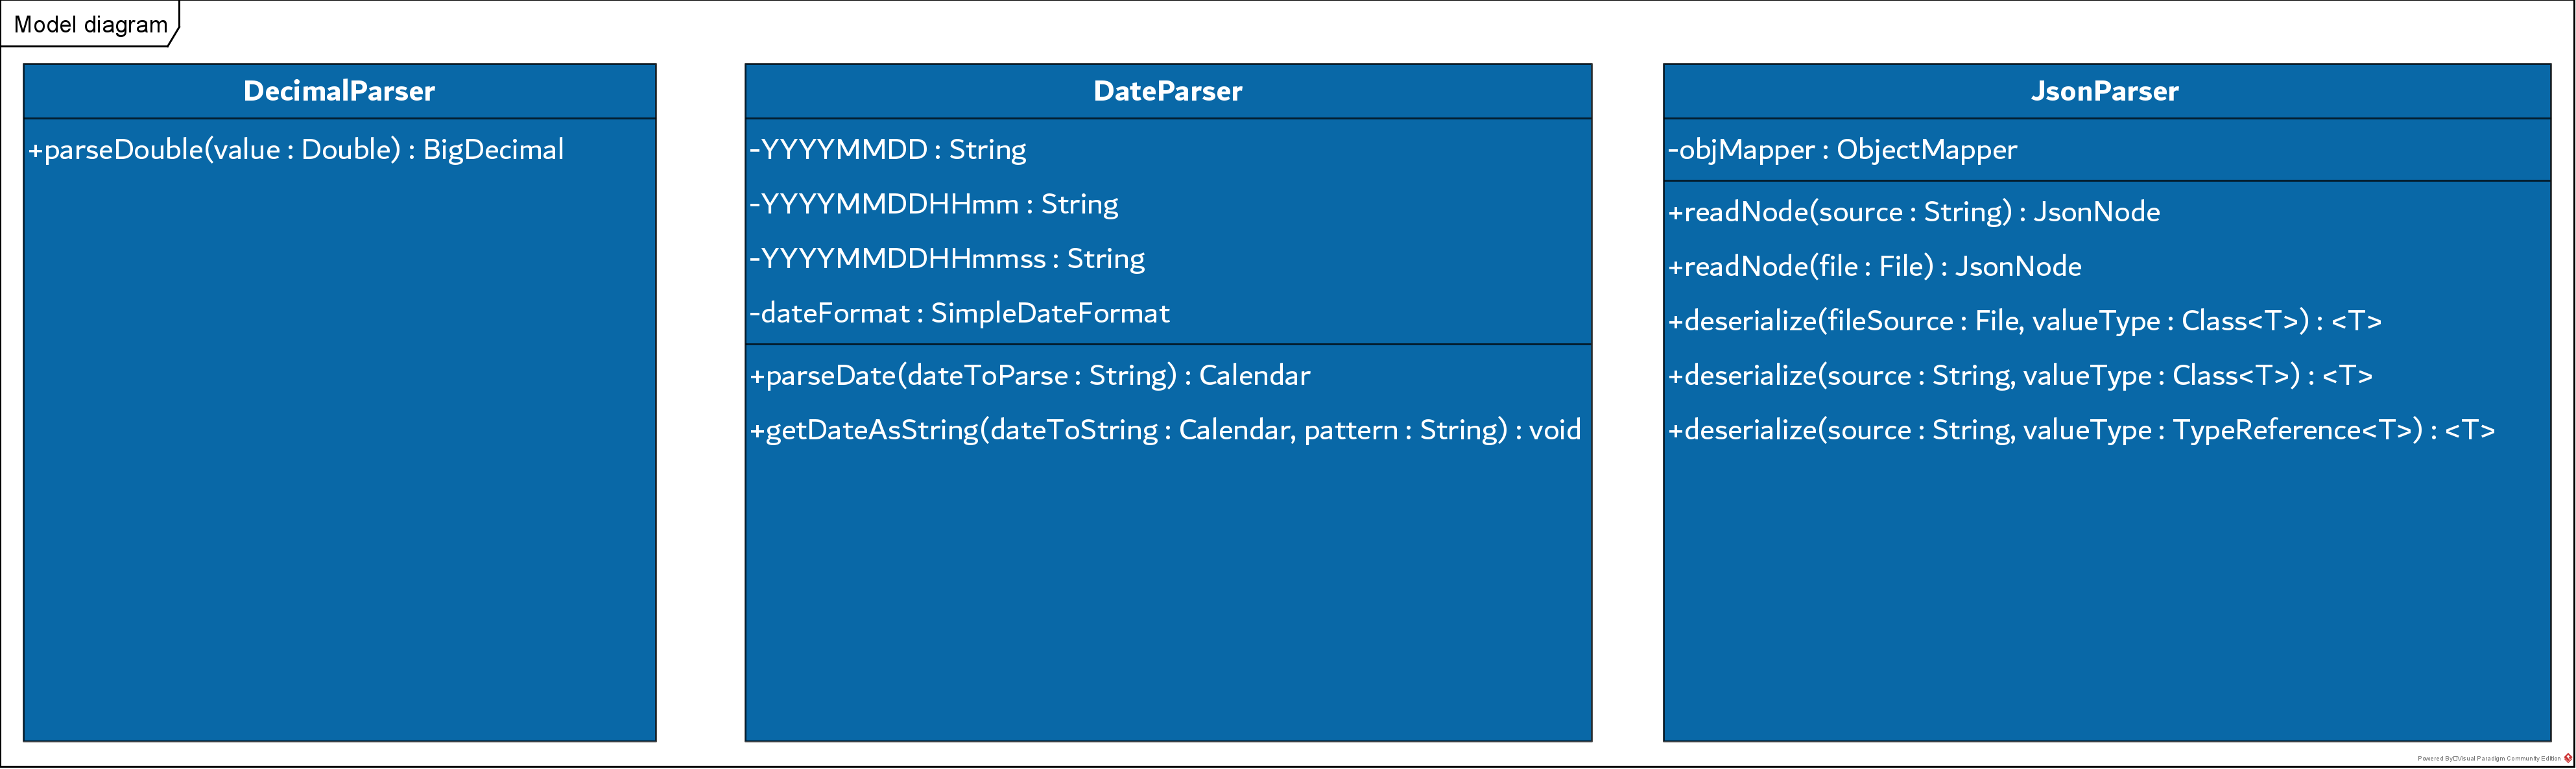 Model diagram
DecimalParser
+parseDouble(value : Double) : BigDecimal
DateParser
-YYYYMMDD : String
-YYYYMMDDHHmm : String
-YYYYMMDDHHmmss : String
-dateFormat : SimpleDateFormat
+parseDate(dateToParse : String) : Calendar
+getDateAsString(dateToString : Calendar, pattern : String) : void
JsonParser
-objMapper : ObjectMapper
+readNode(source : String) : JsonNode
+readNode(file : File) : JsonNode
+deserialize(fileSource : File, valueType : Class<T>) : <T>
+deserialize(source : String, valueType : Class<T>) : <T>
+deserialize(source : String, valueType : TypeReference<T>) : <T>
Powered By□Visual Paradigm Community Edition